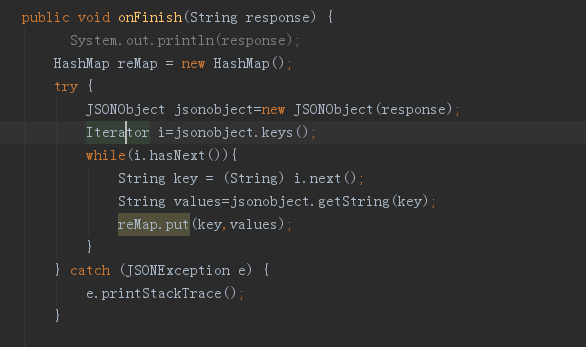 public void onFinish(String response) {
System.out.println(response);
HashMap reMap = new HashMap();
try {
JSONObject jsonobject=new JSONObject(response);
Iterator i=jsonobject.keys();
while(i.hasNext()){
String key = (String) i.next();
String values=jsonobject.getString(key);
reMap.put(key,values);
}
} catch (JSONException e) {
e.printStackTrace();
}